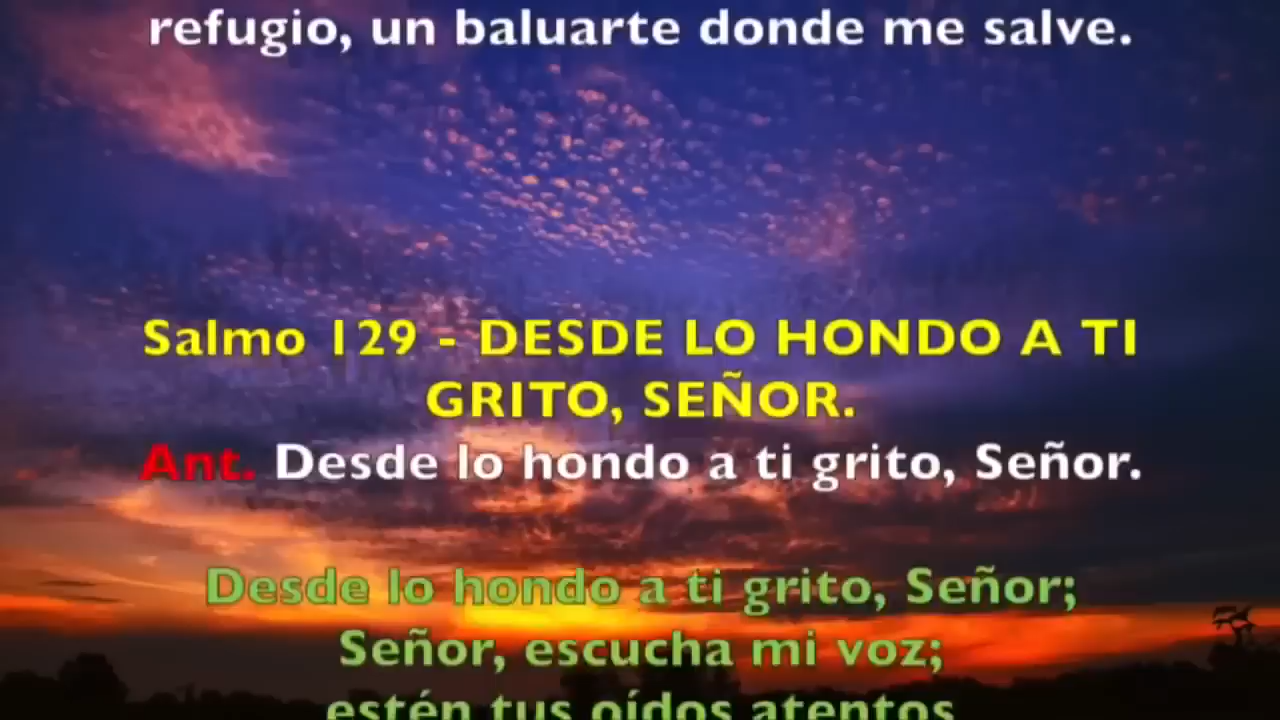 refugio, un baluarte donde me salve.
Salmo 129 - DESDE LO HONDO A TI
GRITO, SEÑOR.
Ant. Desde lo hondo a ti grito, Señor.
Desde lo hondo a ti grito, Señor;
Señor, escucha mi voz;
estén tus oídos atentos